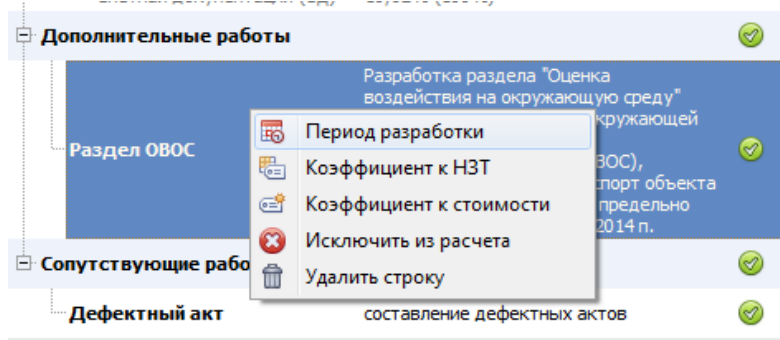 Дополнительные работы
Разработка раздела "Оценка
воздействия на окружающую среду"
кружающей
Раздел ОВОС
ВОС),
спорт объекта
предельно
2014 п.
Период разработки
Коэффициент к НЗТ
Коэффициент к стоимости
Исключить из расчета
Удалить строку
Сопутствующие рабо
Дефектный акт
составление дефектных актов